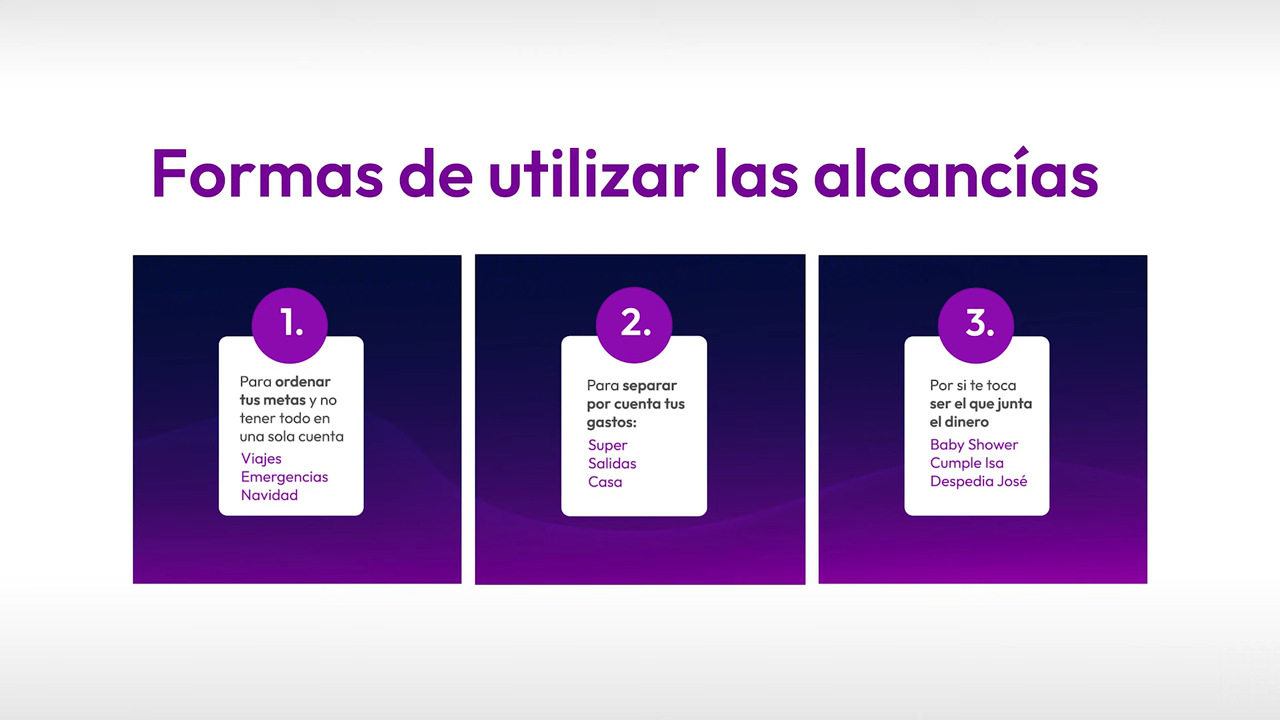 Formas de utilizar las alcancías
1.
Para ordenar
tus metas y no
tener todo en
una sola cuenta
Viajes
Emergencias
Navidad
2.
Para separar
por cuenta tus
gastos:
Super
Salidas
Casa
3.
Por si te toca
ser el que junta
el dinero
Baby Shower
Cumple Isa
Despedia José